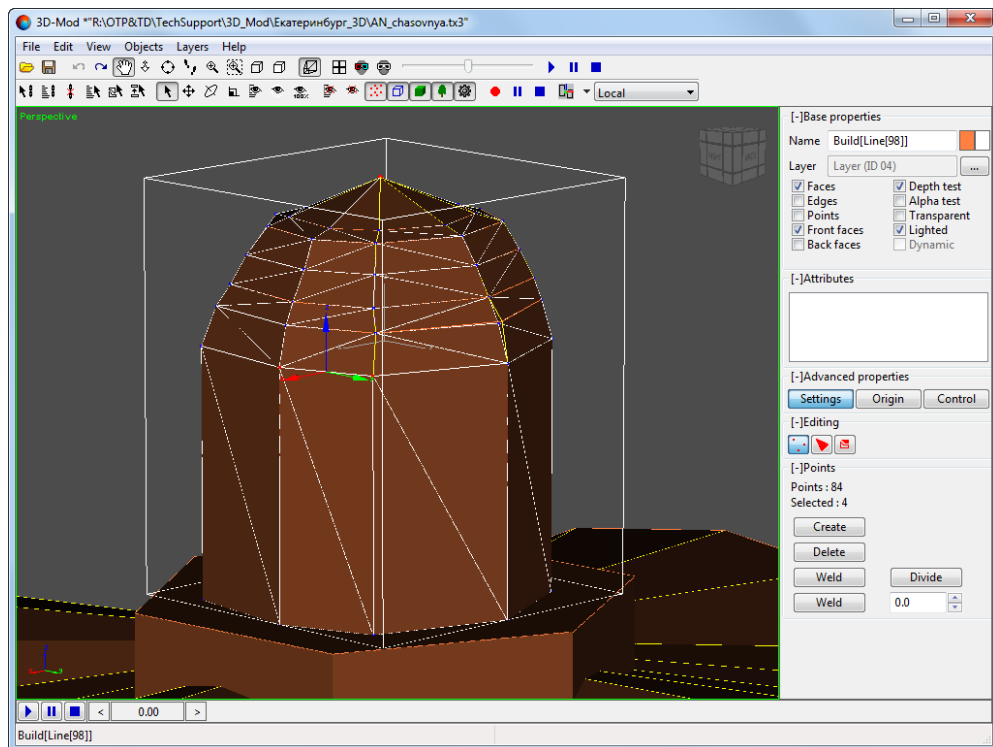 3D-Mod *"R:\OTP&TD\TechSupport\3D_Mod\Екатеринбург_3D\AN_chasovnya.tx3"
File Edit View Objects Layers Help
Local
Perspective
[-]Base properties
Name Build[Line[98]]
Layer Layer (ID 04) ...
Faces Depth test
Edges Alpha test
Points Transparent
Front faces Lighted
Back faces Dynamic
[-]Attributes
[-]Advanced properties
Settings Origin Control
[-]Editing
[-]Points
Points : 84
Selected : 4
Create
Delete
Weld Divide
Weld 0.0
< 0.00 >
Build[Line[98]]